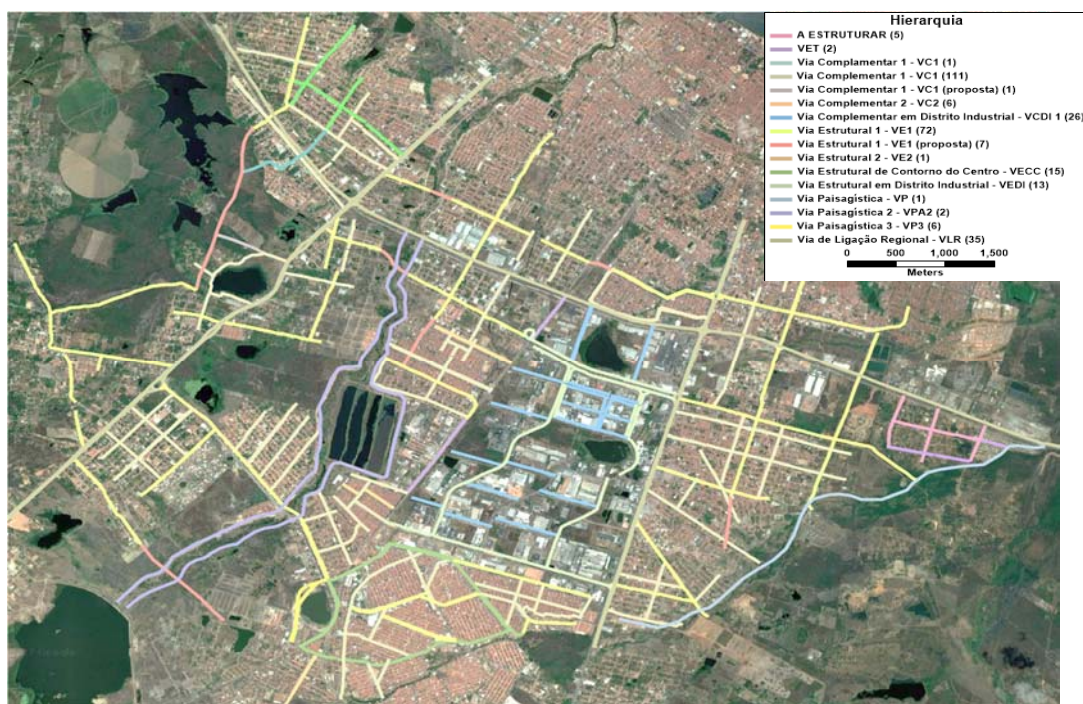 Hierarquia
A ESTRUTURAR (5)
VET (2)
Via Complamentar 1 - VC1 (1)
Via Complementar 1 - VC1 (111)
Via Complementar 1 - VC1 (proposta) (1)
Via Complementar 2 - VC2 (6)
Via Complementar em Distrito Industrial - VCDI 1 (26)
Via Estrutural 1 - VE1 (72)
Via Estrutural 1 - VE1 (proposta) (7)
Via Estrutural 2 - VE2 (1)
Via Estrutural de Contorno do Centro - VECC (15)
Via Estrutural em Distrito Industrial - VEDI (13)
Via Paisagística - VP (1)
Via Paisagística 2 - VPA2 (2)
Via Paisagística 3 - VP3 (6)
Via de Ligação Regional - VLR (35)
0 500 1,000 1,500
Meters